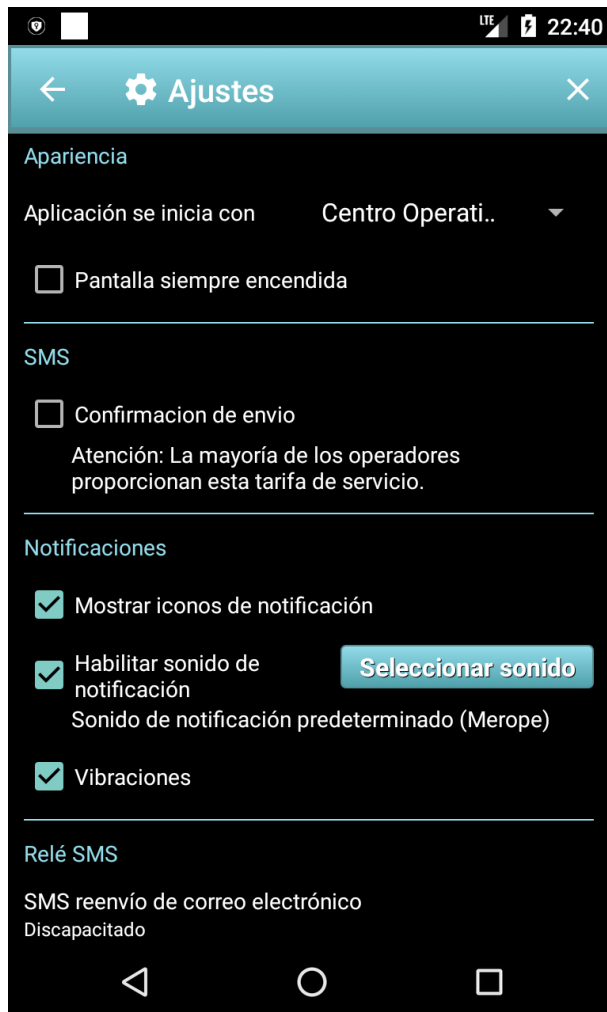 LTE 22:40
Ajustes
Apariencia
Aplicación se inicia con Centro Operati..
Pantalla siempre encendida
SMS
Confirmacion de envio
Atención: La mayoría de los operadores
proporcionan esta tarifa de servicio.
Notificaciones
Mostrar iconos de notificación
Habilitar sonido de
notificación
Seleccionar sonido
Sonido de notificación predeterminado (Merope)
Vibraciones
Relé SMS
SMS reenvío de correo electrónico
Discapacitado